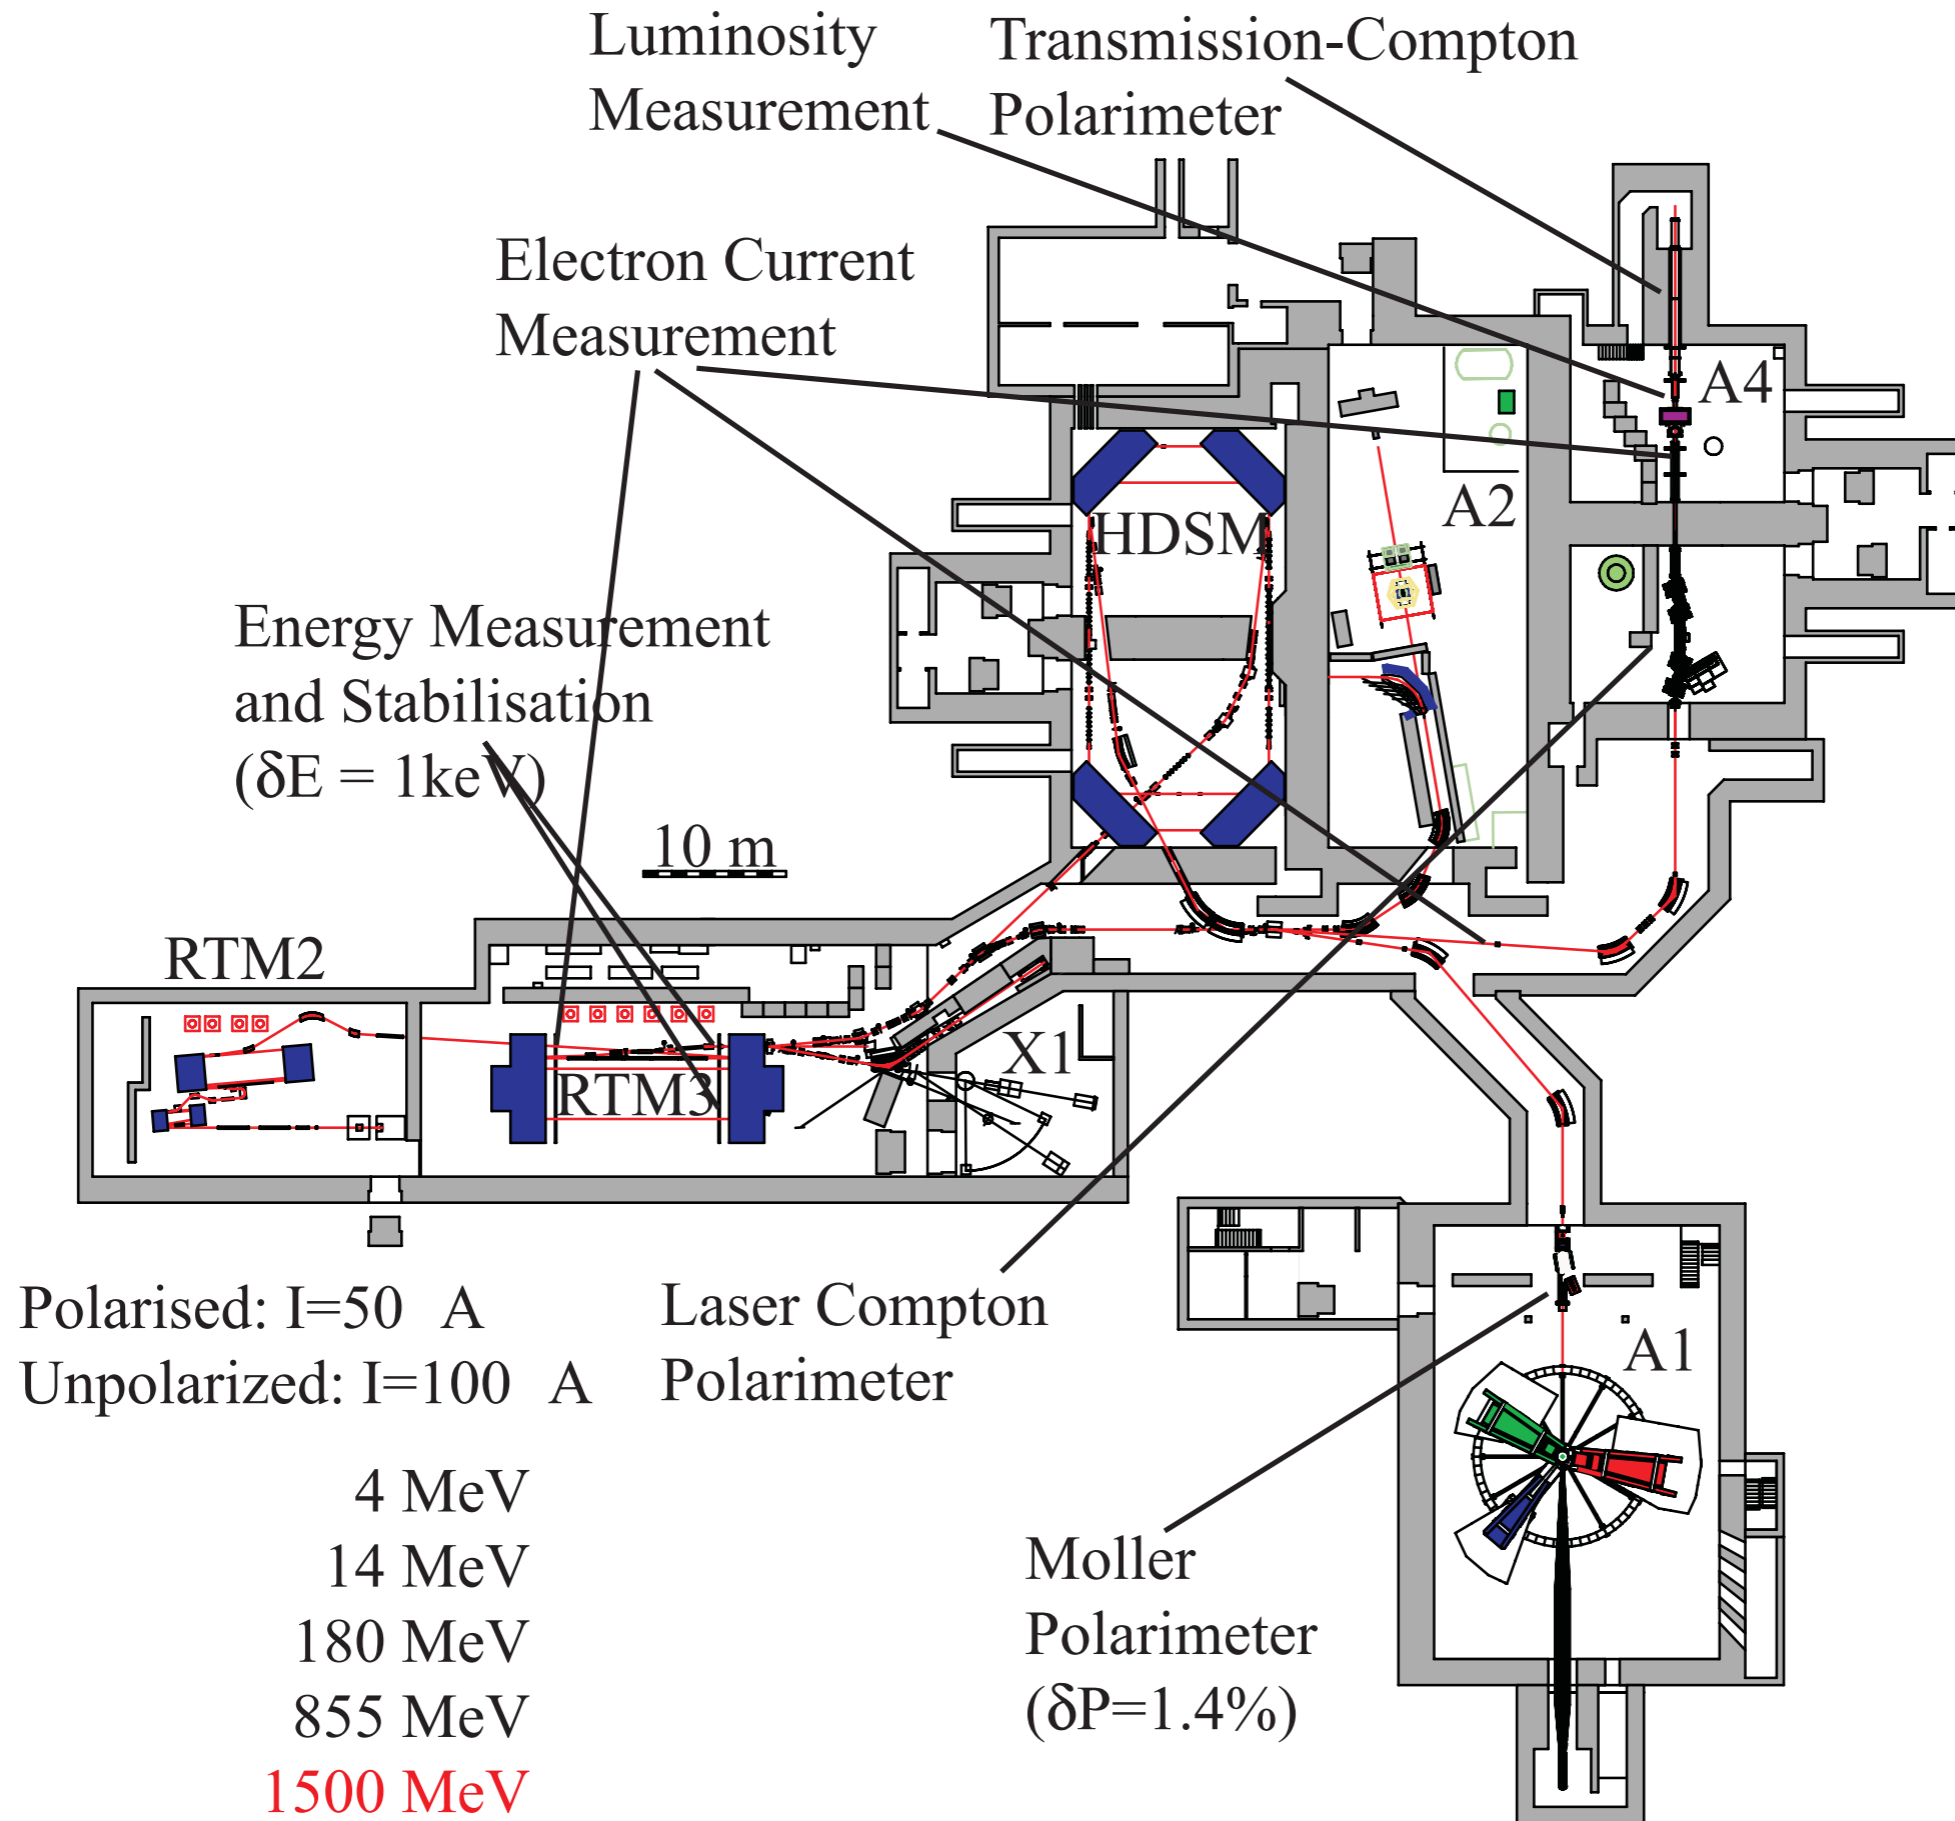 Luminosity
Measurement
Transmission-Compton
Polarimeter
Electron Current
Measurement
A4
A2
HDSM
Energy Measurement
and Stabilisation
(δE = 1keV)
10 m
RTM2
RTM3
X1
Polarised: I=50 A
Unpolarized: I=100 A
Laser Compton
Polarimeter
A1
4 MeV
14 MeV
180 MeV
855 MeV
1500 MeV
Moller
Polarimeter
(δP=1.4%)